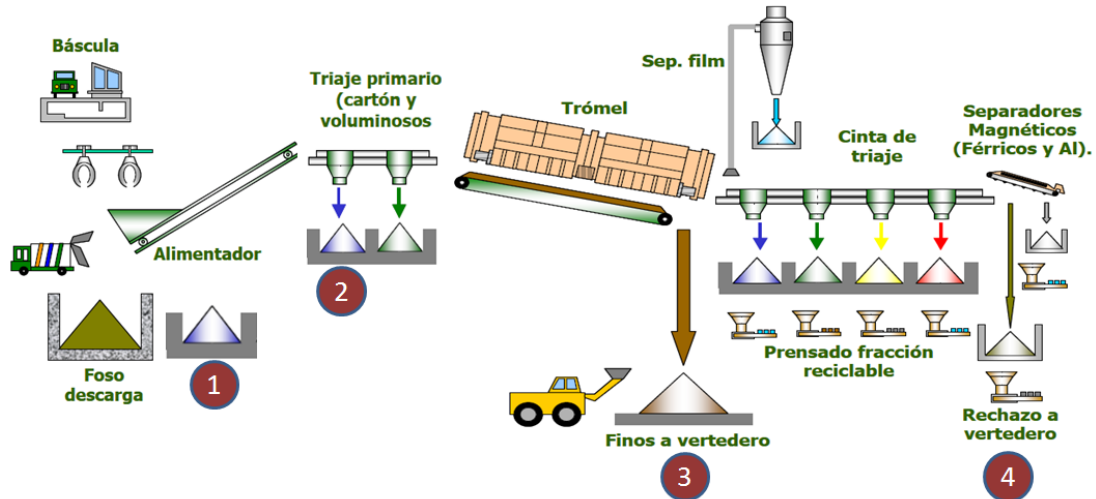 Báscula
Triaje primario
(cartón y
voluminosos
Alimentador
Foso
descarga
1
2
Trómel
Sep. film
Cinta de
triaje
Separadores
Magnéticos
(Férricos y Al).
Prensado fracción
reciclable
Finos a vertedero
3
Rechazo a
vertedero
4